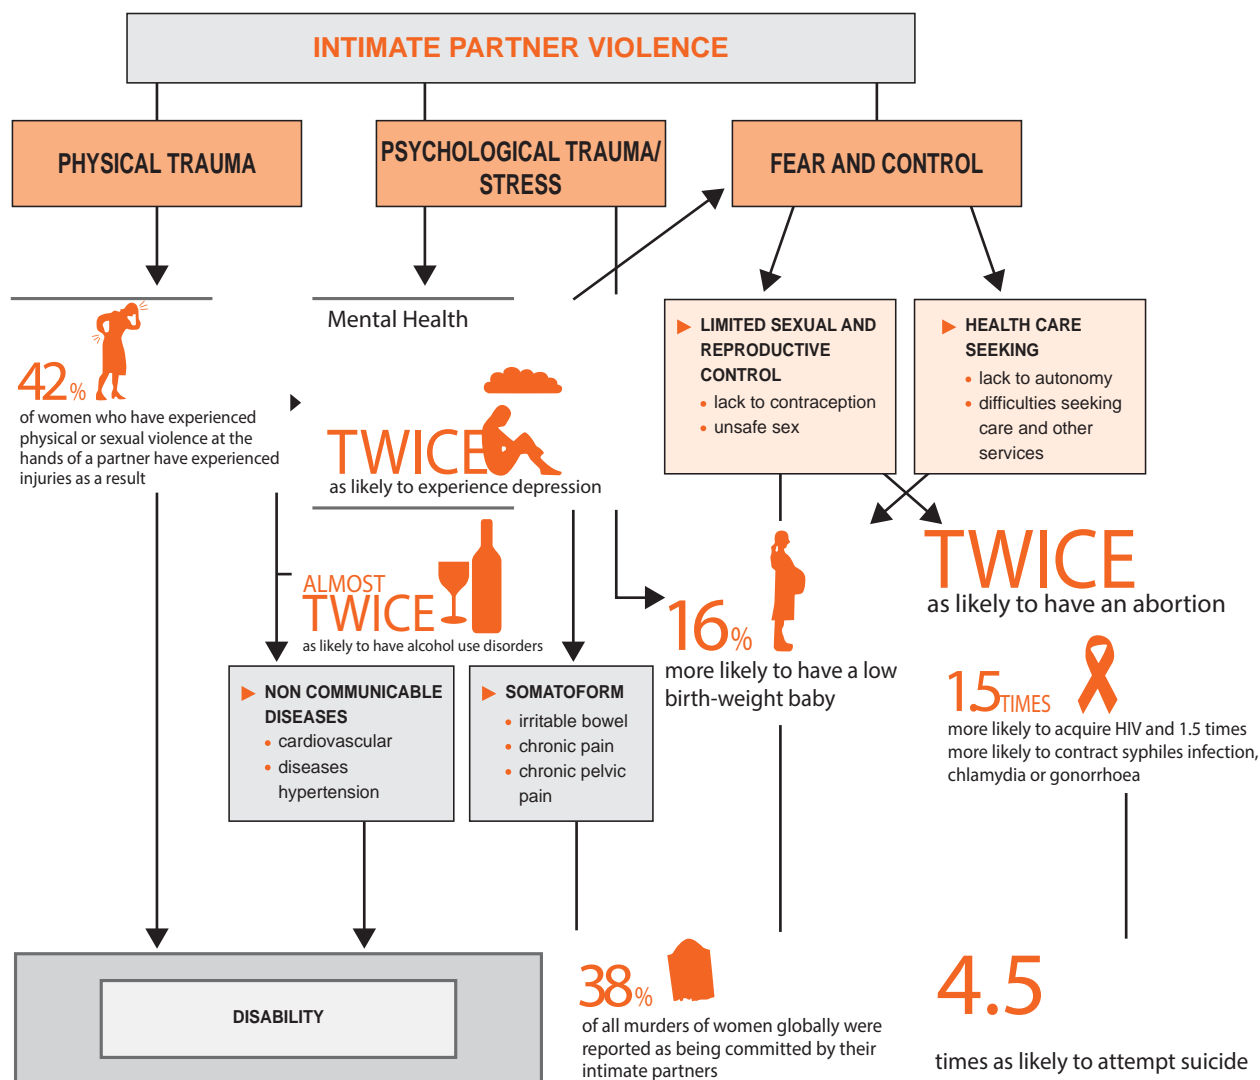 INTIMATE PARTNER VIOLENCE
PHYSICAL TRAUMA
PSYCHOLOGICAL TRAUMA/
STRESS
FEAR AND CONTROL
42%
of women who have experienced
physical or sexual violence at the
hands of a partner have experienced
injuries as a result
Mental Health
TWICE
as likely to experience depression
ALMOST
TWICE
as likely to have alcohol use disorders
LIMITED SEXUAL AND
REPRODUCTIVE
CONTROL
• lack to contraception
• unsafe sex
HEALTH CARE
SEEKING
• lack to autonomy
• difficulties seeking
care and other
services
16%
more likely to have a low
birth-weight baby
TWICE
as likely to have an abortion
1.5 TIMES
more likely to acquire HIV and 1.5 times
more likely to contract syphiles infection,
chlamydia or gonorrhoea
NON COMMUNICABLE
DISEASES
• cardiovascular
• diseases
hypertension
SOMATOFORM
• irritable bowel
• chronic pain
• chronic pelvic
pain
DISABILITY
38%
of all murders of women globally were
reported as being committed by their
intimate partners
4.5
times as likely to attempt suicide